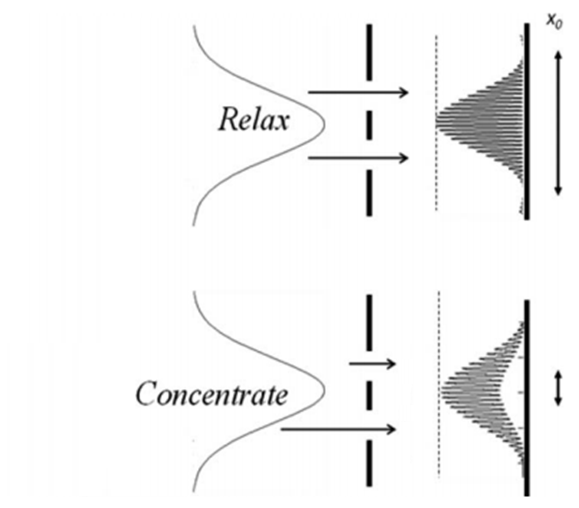 x₀
Relax
Concentrate